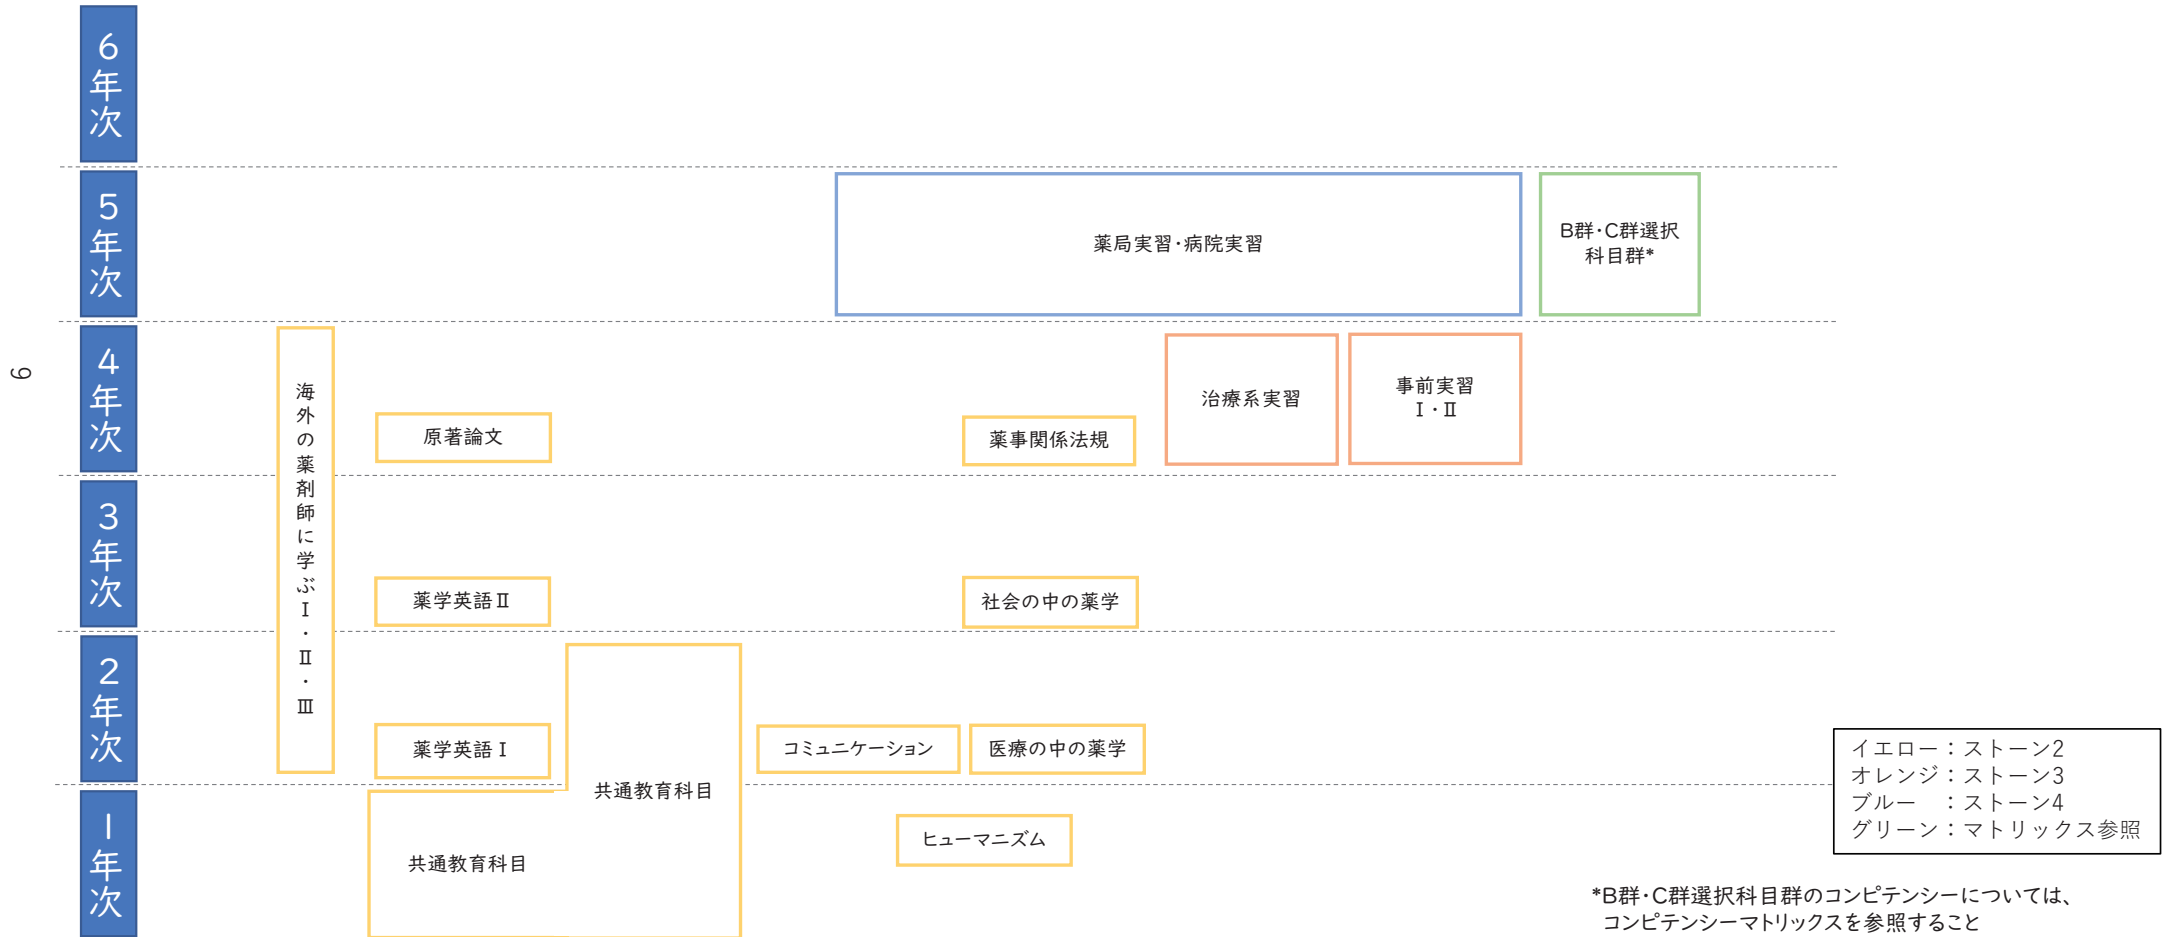 6年次
5年次
薬局実習・病院実習
B群・C群選択
科目群*
4年次
海外の薬剤師に学ぶⅠ・Ⅱ・Ⅲ
原著論文
薬事関係法規
治療系実習
事前実習
Ⅰ・Ⅱ
9
3年次
薬学英語Ⅱ
社会の中の薬学
2年次
薬学英語Ⅰ
共通教育科目
コミュニケーション
医療の中の薬学
1年次
共通教育科目
ヒューマニズム
イエロー：ストーン2
オレンジ：ストーン3
ブルー　：ストーン4
グリーン：マトリックス参照
*B群・C群選択科目群のコンピテンシーについては、
コンピテンシーマトリックスを参照すること